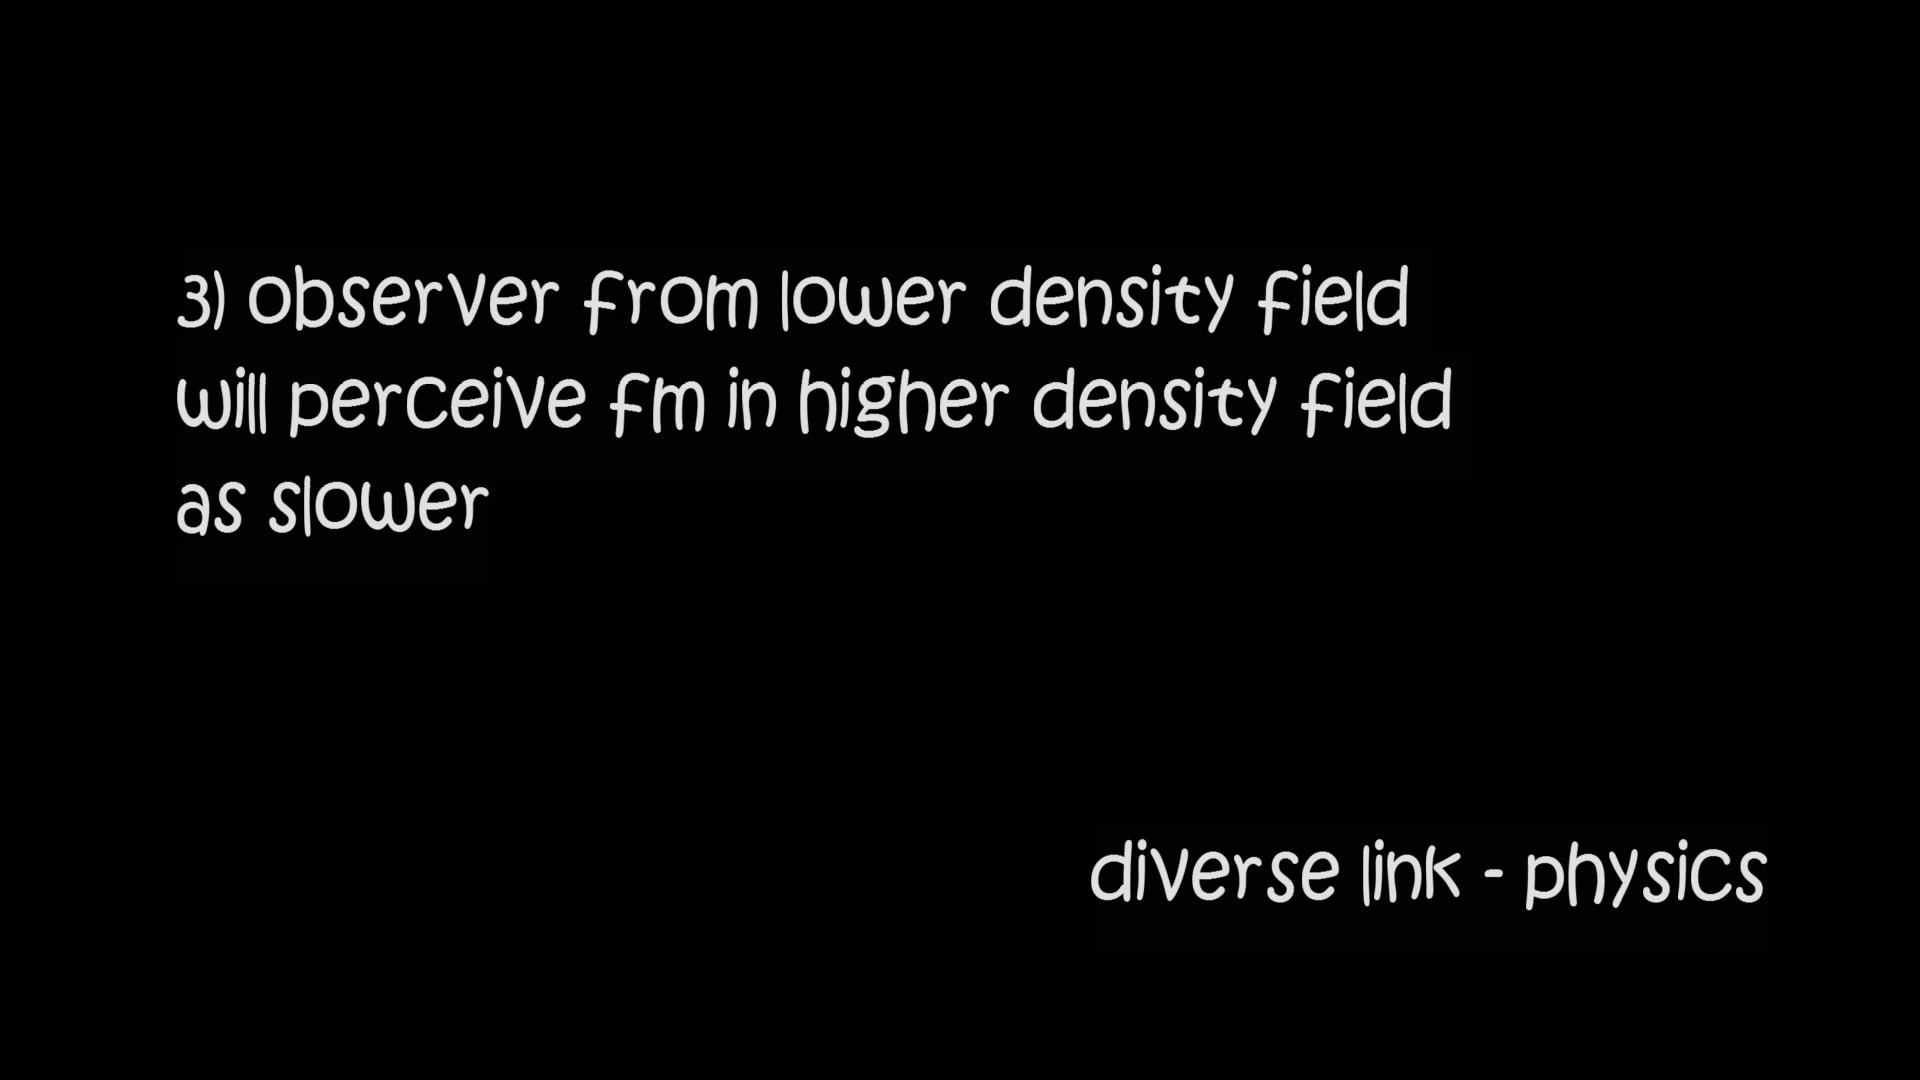 3) observer from lower density field
will perceive fm in higher density field
as slower
diverse link - physics